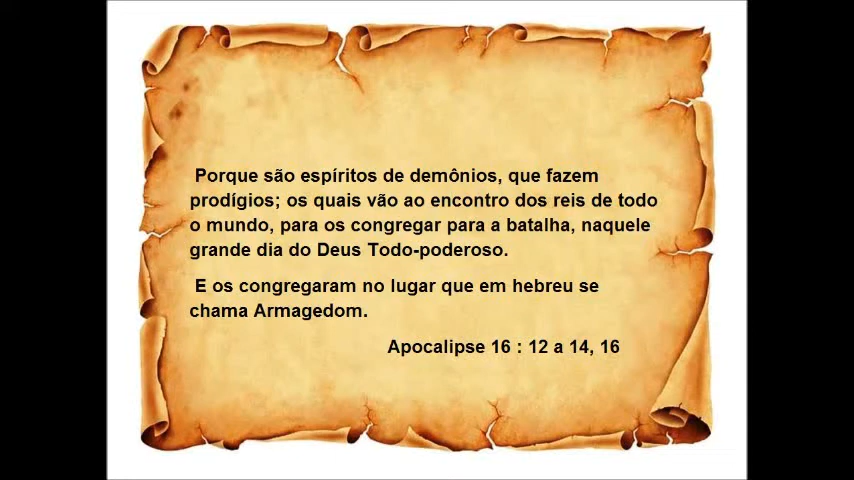 Porque são espíritos de demônios, que fazem
prodígios; os quais vão ao encontro dos reis de todo
o mundo, para os congregar para a batalha, naquele
grande dia do Deus Todo-poderoso.
E os congregaram no lugar que em hebreu se
chama Armagedom.
Apocalipse 16 : 12 a 14, 16